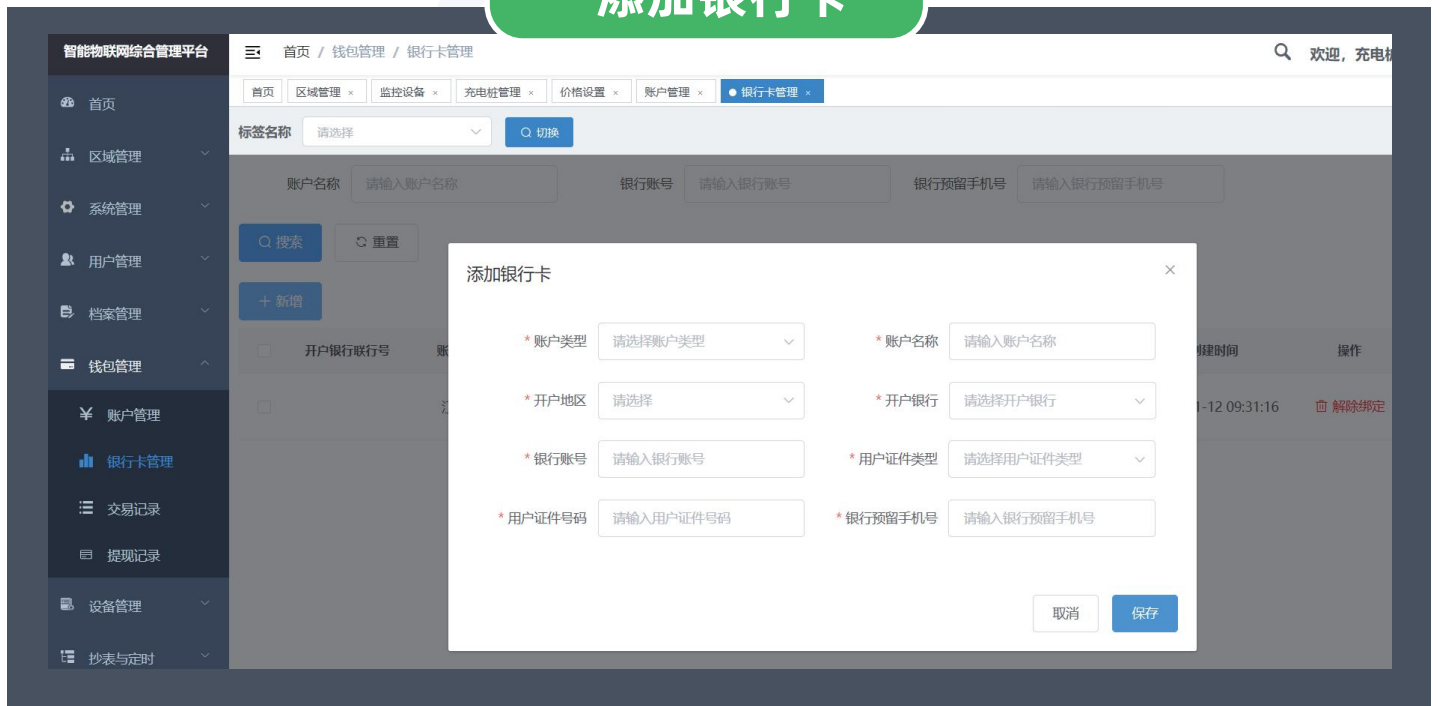 添加银行卡
智能物联网综合管理平台
首页 / 钱包管理 / 银行卡管理
欢迎，充电
首页
区域管理 ×
监控设备 ×
充电桩管理 ×
价格设置 ×
账户管理 ×
银行卡管理 ×
标签名称 请选择 切换
首页
区域管理
系统管理
用户管理
档案管理
钱包管理
账户管理
银行卡管理
交易记录
提现记录
设备管理
抄表与定时
账户名称 请输入账户名称 银行账号 请输入银行账号 银行预留手机号 请输入银行预留手机号
搜索 重置
+ 新增
开户银行联行号 账 创建时间 操作
1-12 09:31:16 解除绑定
添加银行卡 ×
* 账户类型 请选择账户类型 * 账户名称 请输入账户名称
* 开户地区 请选择 * 开户银行 请选择开户银行
* 银行账号 请输入银行账号 * 用户证件类型 请选择用户证件类型
* 用户证件号码 请输入用户证件号码 * 银行预留手机号 请输入银行预留手机号
取消 保存